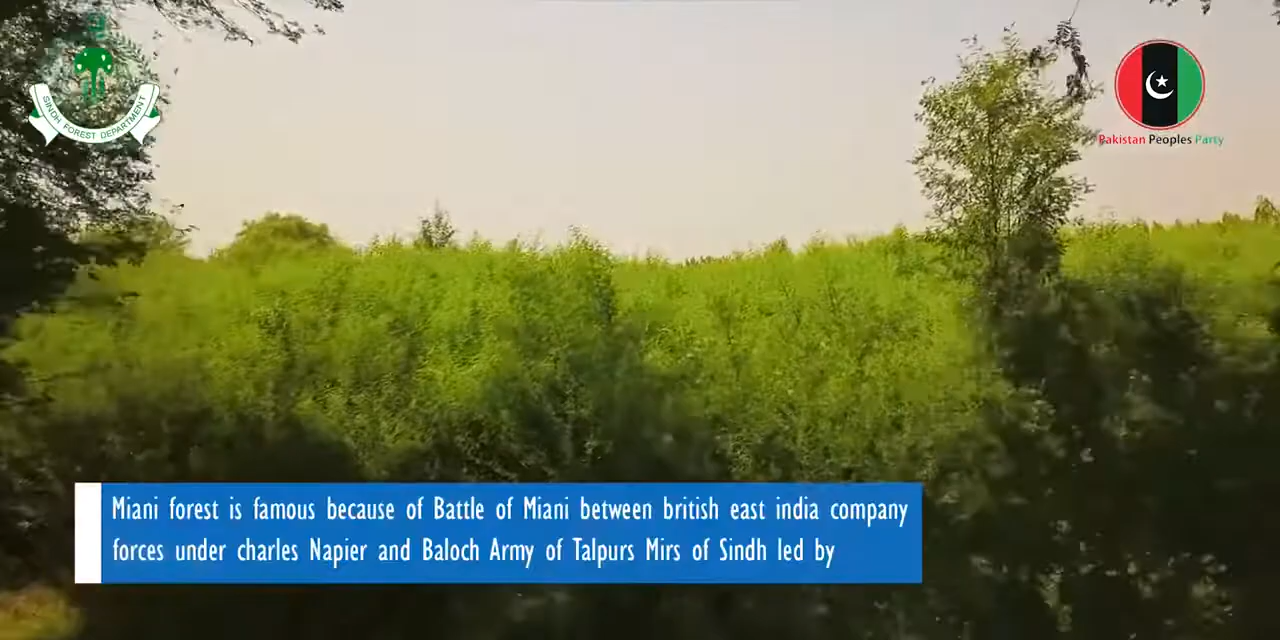 SINDH FOREST DEPARTMENT
Pakistan Peoples Party
Miani forest is famous because of Battle of Miani between british east india company
forces under charles Napier and Baloch Army of Talpurs Mirs of Sindh led by